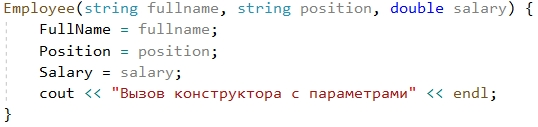 Employee(string fullname, string position, double salary) {
FullName = fullname;
Position = position;
Salary = salary;
cout << "Вызов конструктора с параметрами" << endl;
}